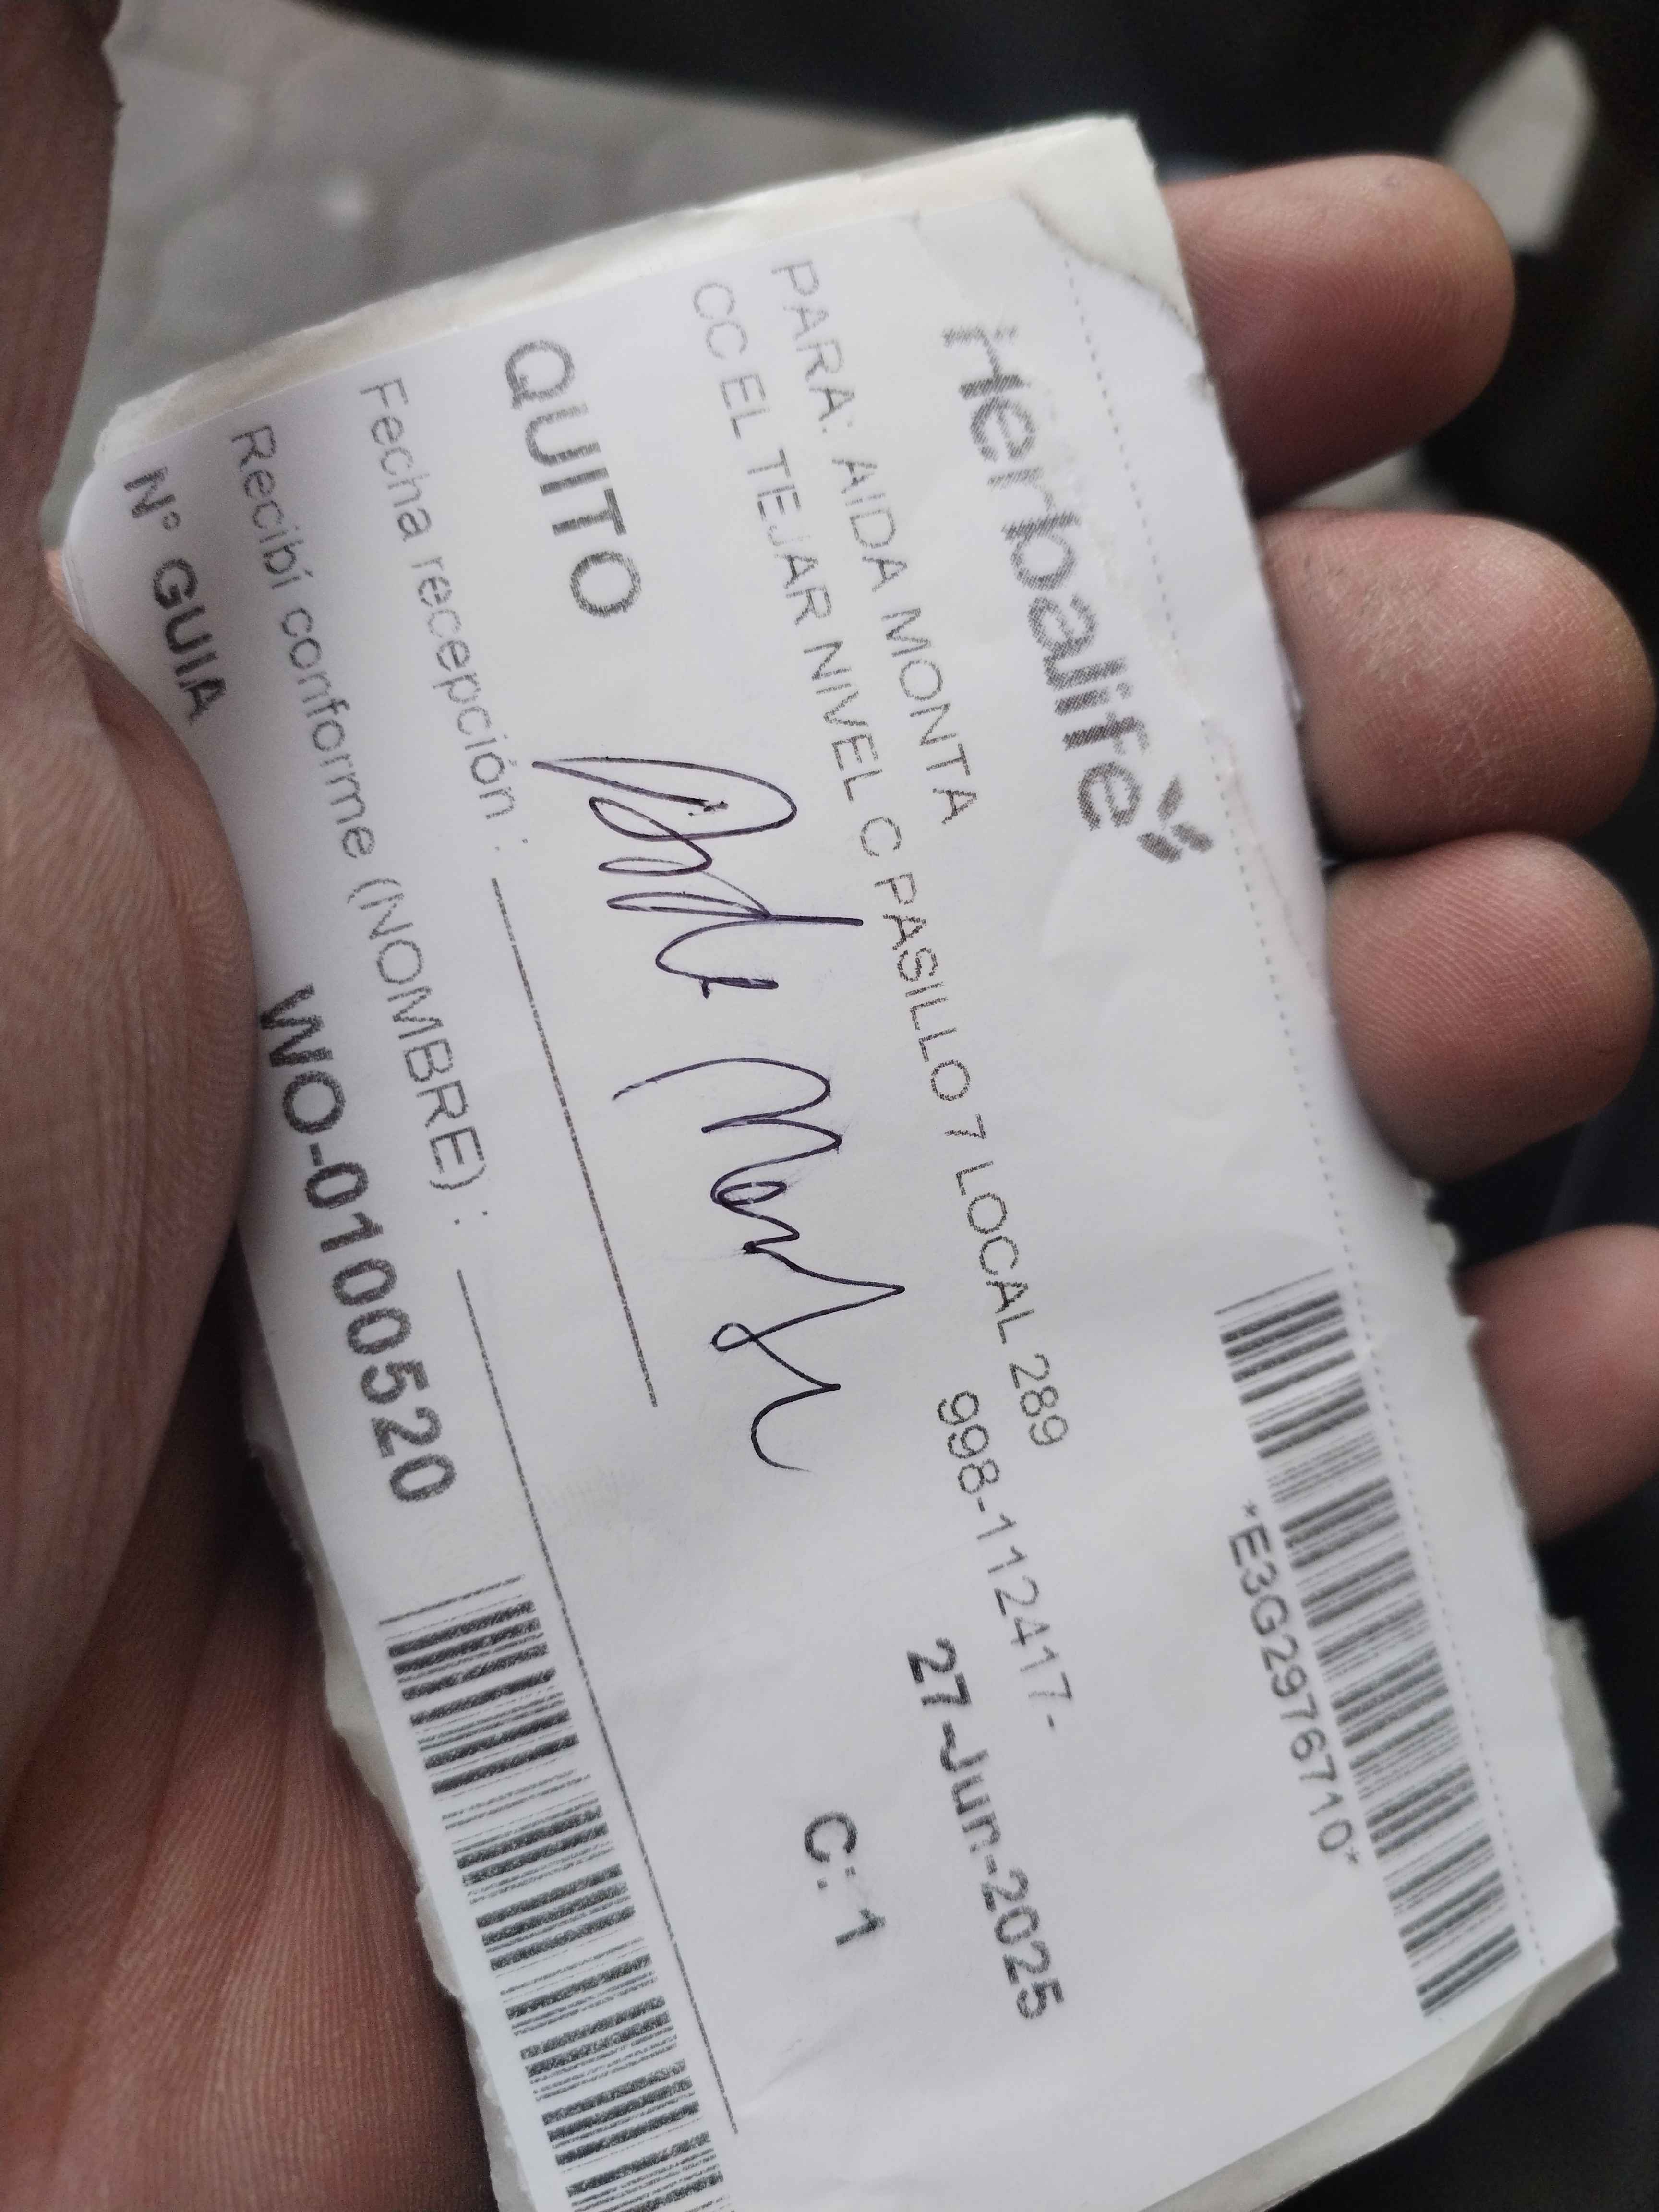 Herbalife
*E3G2976710*
PARA: AIDA MONTA
CC EL TEJAR NIVEL C PASILLO 7 LOCAL 289
998-112417-
27-Jun-2025
QUITO
C: 1
Fecha recepción :
Recibí conforme (NOMBRE) :
N° GUIA WO-0100520